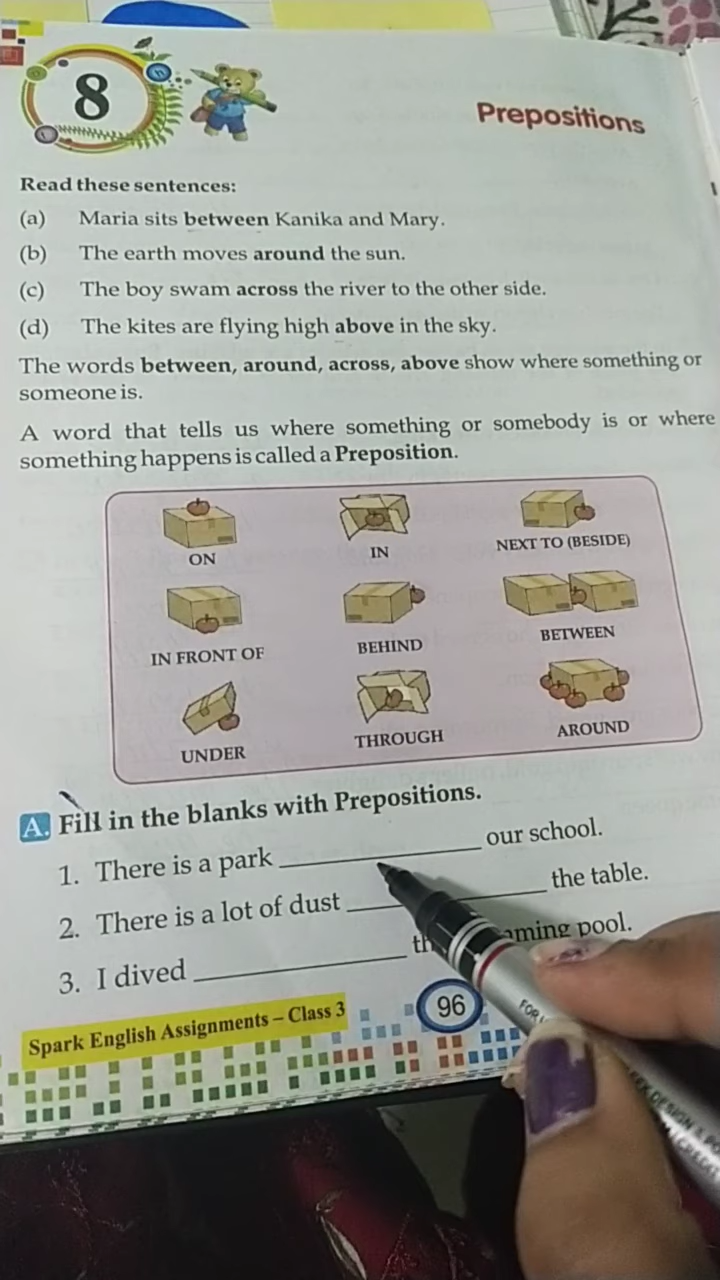 8
Prepositions
Read these sentences:
(a) Maria sits between Kanika and Mary.
(b) The earth moves around the sun.
(c) The boy swam across the river to the other side.
(d) The kites are flying high above in the sky.
The words between, around, across, above show where something or
someone is.
A word that tells us where something or somebody is or where
something happens is called a Preposition.
ON IN NEXT TO (BESIDE)
IN FRONT OF BEHIND BETWEEN
UNDER THROUGH AROUND
A. Fill in the blanks with Prepositions.
1. There is a park ____________ our school.
2. There is a lot of dust ____________ the table.
3. I dived ____________ pool.
96
Spark English Assignments – Class 3